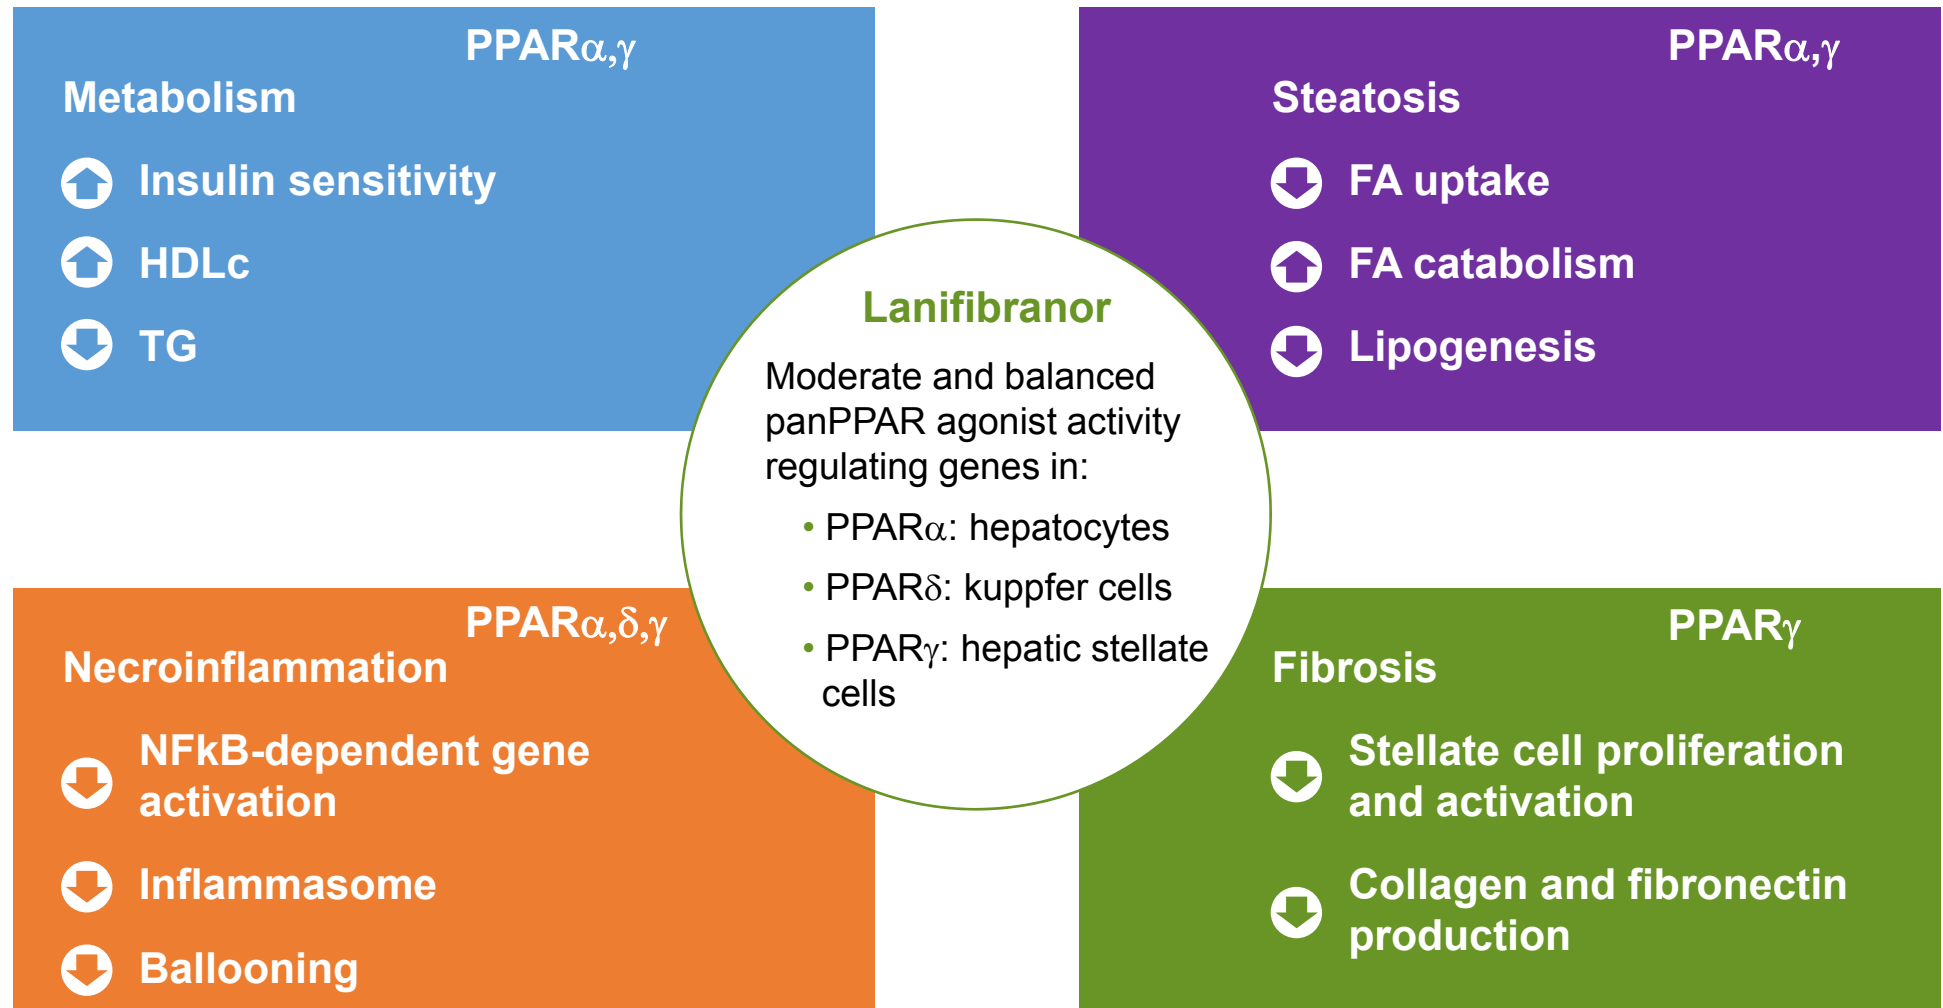 PPARα,γ
Metabolism
Insulin sensitivity
HDLc
TG
PPARα,γ
Steatosis
FA uptake
FA catabolism
Lipogenesis
Lanifibranor
Moderate and balanced
panPPAR agonist activity
regulating genes in:
• PPARα: hepatocytes
• PPARδ: kuppfer cells
• PPARγ: hepatic stellate
cells
PPARα,δ,γ
Necroinflammation
NFkB-dependent gene
activation
Inflammasome
Ballooning
PPARγ
Fibrosis
Stellate cell proliferation
and activation
Collagen and fibronectin
production